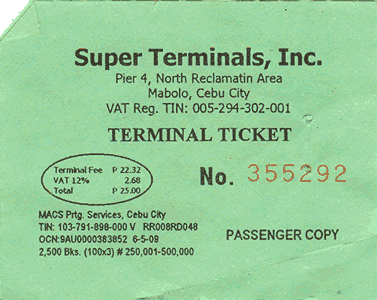 Super Terminals, Inc.
Pier 4, North Reclamatin Area
Mabolo, Cebu City
VAT Reg. TIN: 005-294-302-001
TERMINAL TICKET
Terminal Fee P 22.32
VAT 12% 2.68
Total P 25.00
No. 355292
MACS Prtg. Services, Cebu City
TIN: 103-791-898-000 V RR008RD048
OCN:9AU0000383852 6-5-09
2,500 Bks. (100x3) # 250,001-500,000
PASSENGER COPY